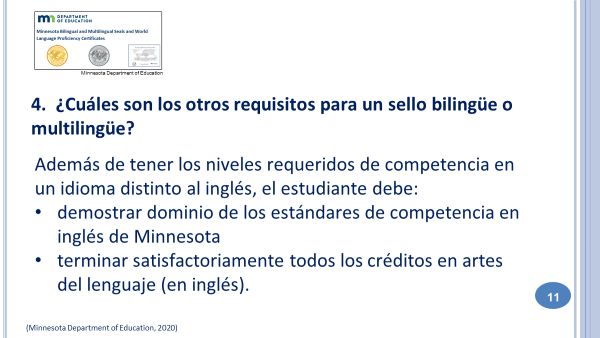 DEPARTMENT
OF EDUCATION
Minnesota Bilingual and Multilingual Seals and World
Language Proficiency Certificates
Minnesota Department of Education
4. ¿Cuáles son los otros requisitos para un sello bilingüe o
multilingüe?
Además de tener los niveles requeridos de competencia en
un idioma distinto al inglés, el estudiante debe:
• demostrar dominio de los estándares de competencia en
inglés de Minnesota
• terminar satisfactoriamente todos los créditos en artes
del lenguaje (en inglés).
11
(Minnesota Department of Education, 2020)